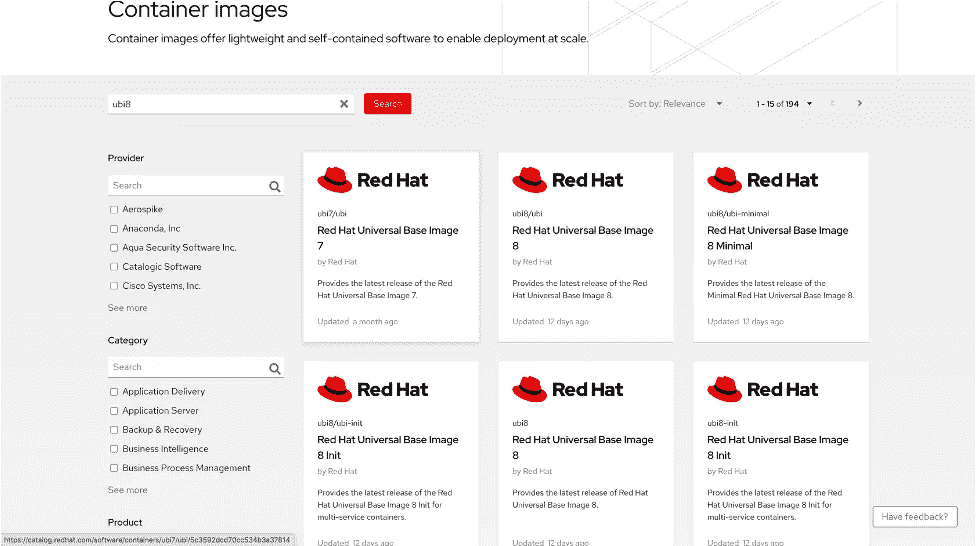 Container images
Container images offer lightweight and self-contained software to enable deployment at scale.
ubi8
Search
Sort by: Relevance
1 - 15 of 194
Provider
Search
Aerospike
Anaconda, Inc
Aqua Security Software Inc.
Catalogic Software
Cisco Systems, Inc.
See more
Category
Search
Application Delivery
Application Server
Backup & Recovery
Business Intelligence
Business Process Management
See more
Product
Red Hat
ubi7/ubi
Red Hat Universal Base Image
7
by Red Hat
Provides the latest release of the Red
Hat Universal Base Image 7.
Updated a month ago
Red Hat
ubi8/ubi
Red Hat Universal Base Image
8
by Red Hat
Provides the latest release of the Red
Hat Universal Base Image 8.
Updated 12 days ago
Red Hat
ubi8/ubi-minimal
Red Hat Universal Base Image
8 Minimal
by Red Hat
Provides the latest release of the
Minimal Red Hat Universal Base Image 8.
Updated 12 days ago
Red Hat
ubi8/ubi-init
Red Hat Universal Base Image
8 Init
by Red Hat
Provides the latest release of the Red
Hat Universal Base Image 8 Init for
multi-service containers.
Updated 12 days ago
Red Hat
ubi8
Red Hat Universal Base Image
8
by Red Hat
Provides the latest release of Red Hat
Universal Base Image 8.
Updated 12 days ago
Red Hat
ubi8-init
Red Hat Universal Base Image
8 Init
by Red Hat
Provides the latest release of the Red
Hat Universal Base Image 8 Init for
multi-service containers.
Updated 12 days ago
Have feedback?
https://catalog.redhat.com/software/containers/ubi7/ubi/5c3592dcd70cc534b3a37814